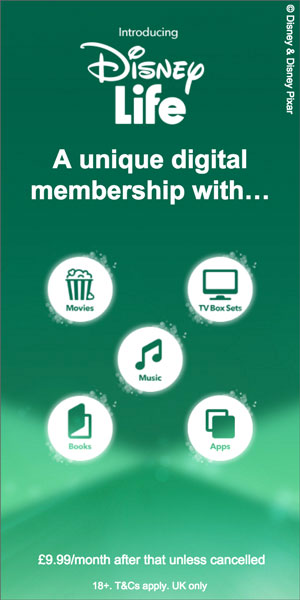 Introducing
Disney
Life
A unique digital
membership with...
Movies
TV Box Sets
Music
Books
Apps
£9.99/month after that unless cancelled
18+. T&Cs apply. UK only
© Disney & Disney Pixar